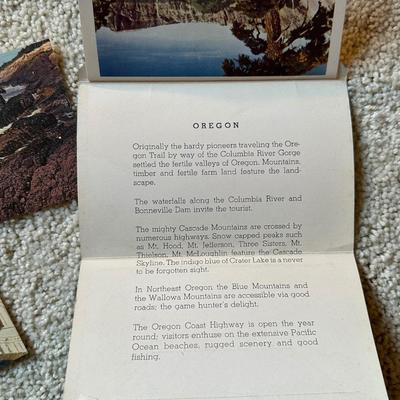 OREGON
Originally the hardy pioneers traveling the Ore-
gon Trail by way of the Columbia River Gorge
settled the fertile valleys of Oregon. Mountains,
timber and fertile farm land feature the land-
scape.
The waterfalls along the Columbia River and
Bonneville Dam invite the tourist.
The mighty Cascade Mountains are crossed by
numerous highways. Snow capped peaks such
as Mt. Hood, Mt. Jefferson, Three Sisters, Mt.
Thielson, Mt. McLoughlin feature the Cascade
Skyline. The indigo blue of Crater Lake is a never
to be forgotten sight.
In Northeast Oregon the Blue Mountains and
the Wallowa Mountains are accessible via good
roads; the game hunter's delight.
The Oregon Coast Highway is open the year
round; visitors enthuse on the extensive Pacific
Ocean beaches, rugged scenery and good
fishing.